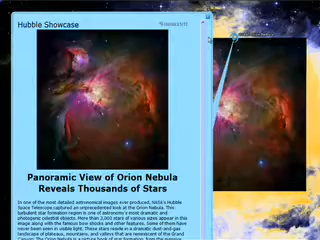 Hubble Showcase
Panoramic View of Orion Nebula
Reveals Thousands of Stars
In one of the most detailed astronomical images ever produced, NASA's Hubble
Space Telescope captured an unprecedented look at the Orion Nebula. This
turbulent star formation region is one of astronomy's most dramatic and
photogenic celestial objects. More than 3,000 stars of various sizes appear in this
image along with the famous bow shocks and other features. Some of them have
never been seen in visible light. These stars reside in a dramatic dust-and-gas
landscape of plateaus, mountains, and valleys that are reminiscent of the Grand
Canyon. The Orion Nebula is a picture book of star formation, from the massive,